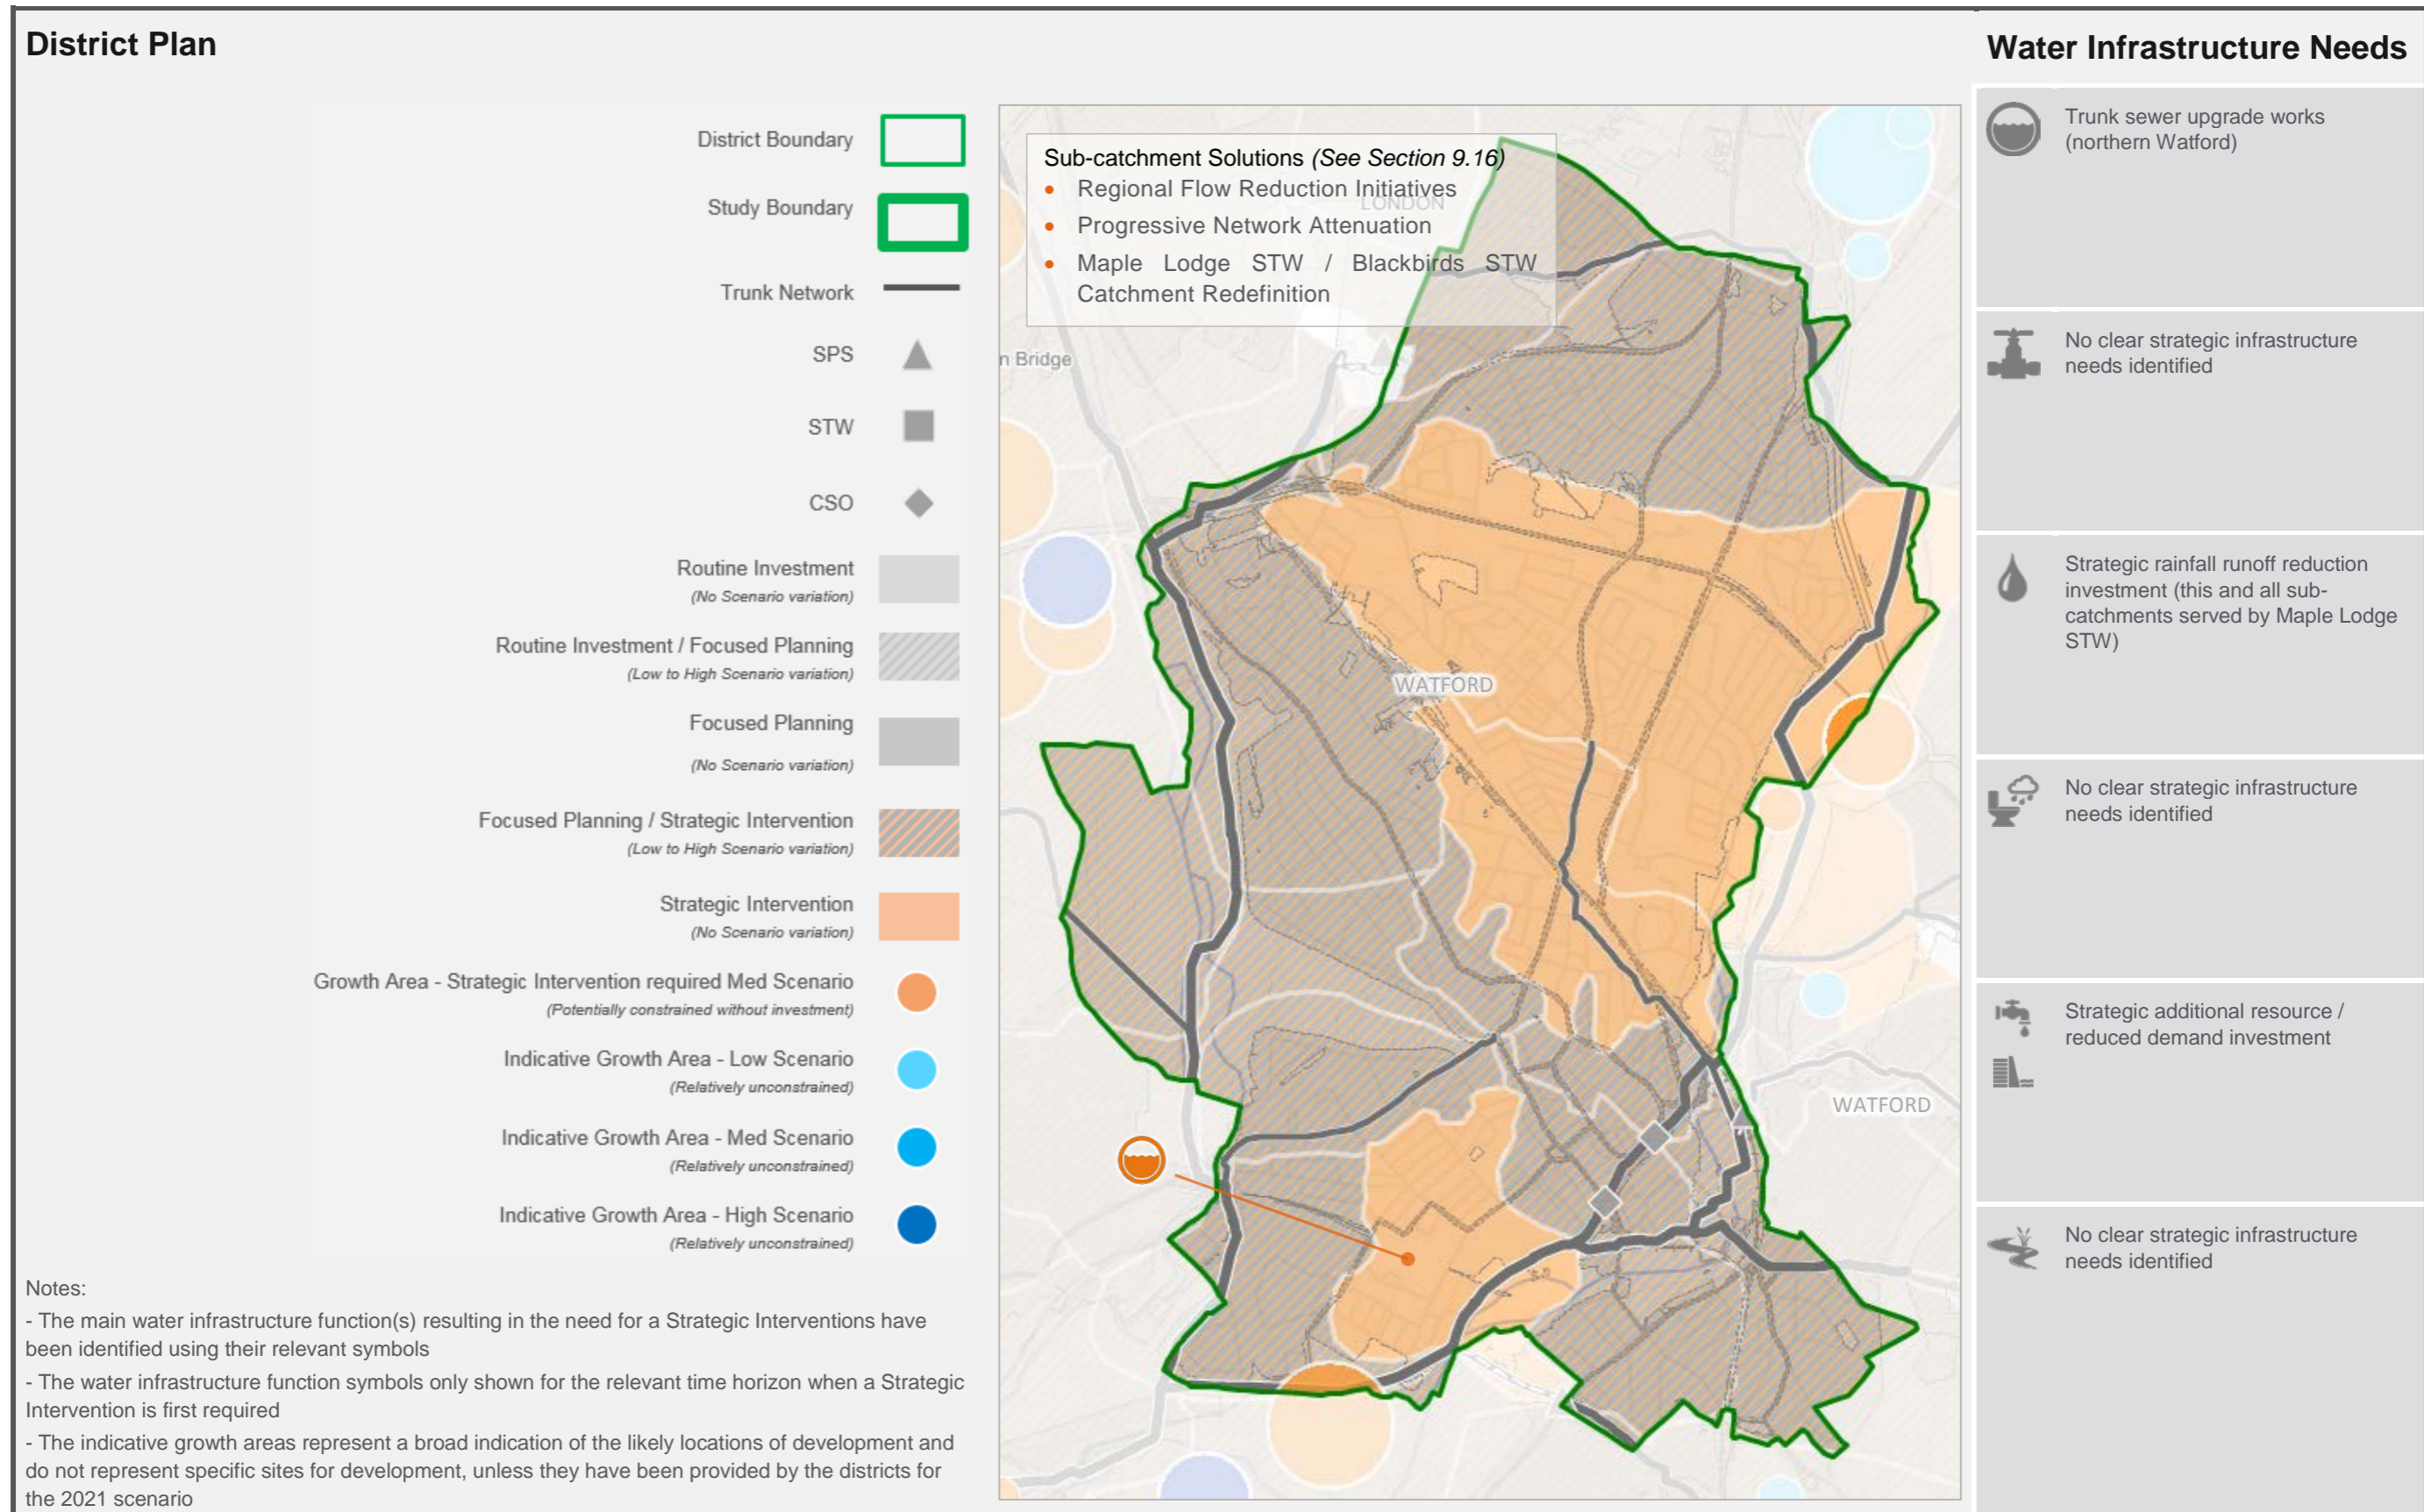 District Plan
District Boundary
Study Boundary
Trunk Network
SPS
STW
CSO
Routine Investment
(No Scenario variation)
Routine Investment / Focused Planning
(Low to High Scenario variation)
Focused Planning
(No Scenario variation)
Focused Planning / Strategic Intervention
(Low to High Scenario variation)
Strategic Intervention
(No Scenario variation)
Growth Area - Strategic Intervention required Med Scenario
(Potentially constrained without investment)
Indicative Growth Area - Low Scenario
(Relatively unconstrained)
Indicative Growth Area - Med Scenario
(Relatively unconstrained)
Indicative Growth Area - High Scenario
(Relatively unconstrained)
Notes:
- The main water infrastructure function(s) resulting in the need for a Strategic Interventions have
been identified using their relevant symbols
- The water infrastructure function symbols only shown for the relevant time horizon when a Strategic
Intervention is first required
- The indicative growth areas represent a broad indication of the likely locations of development and
do not represent specific sites for development, unless they have been provided by the districts for
the 2021 scenario
Sub-catchment Solutions (See Section 9.16)
• Regional Flow Reduction Initiatives
LONDON
• Progressive Network Attenuation
• Maple Lodge STW / Blackbirds STW
Catchment Redefinition
n Bridge
WATFORD
WATFORD
Water Infrastructure Needs
Trunk sewer upgrade works
(northern Watford)
No clear strategic infrastructure
needs identified
Strategic rainfall runoff reduction
investment (this and all sub-
catchments served by Maple Lodge
STW)
No clear strategic infrastructure
needs identified
Strategic additional resource /
reduced demand investment
No clear strategic infrastructure
needs identified